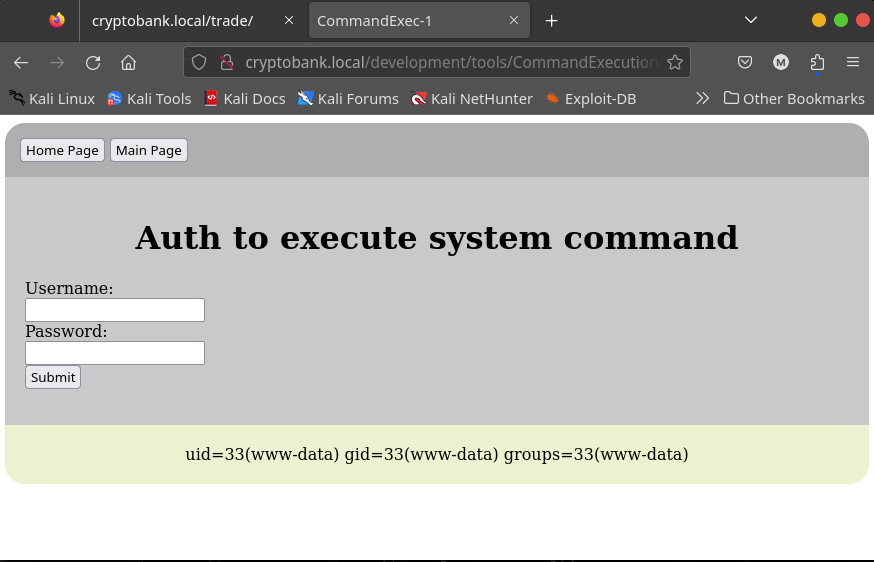 cryptobank.local/trade/
CommandExec-1
cryptobank.local/development/tools/CommandExecution
Kali Linux
Kali Tools
Kali Docs
Kali Forums
Kali NetHunter
Exploit-DB
Other Bookmarks
Home Page
Main Page
Auth to execute system command
Username:
Password:
Submit
uid=33(www-data) gid=33(www-data) groups=33(www-data)